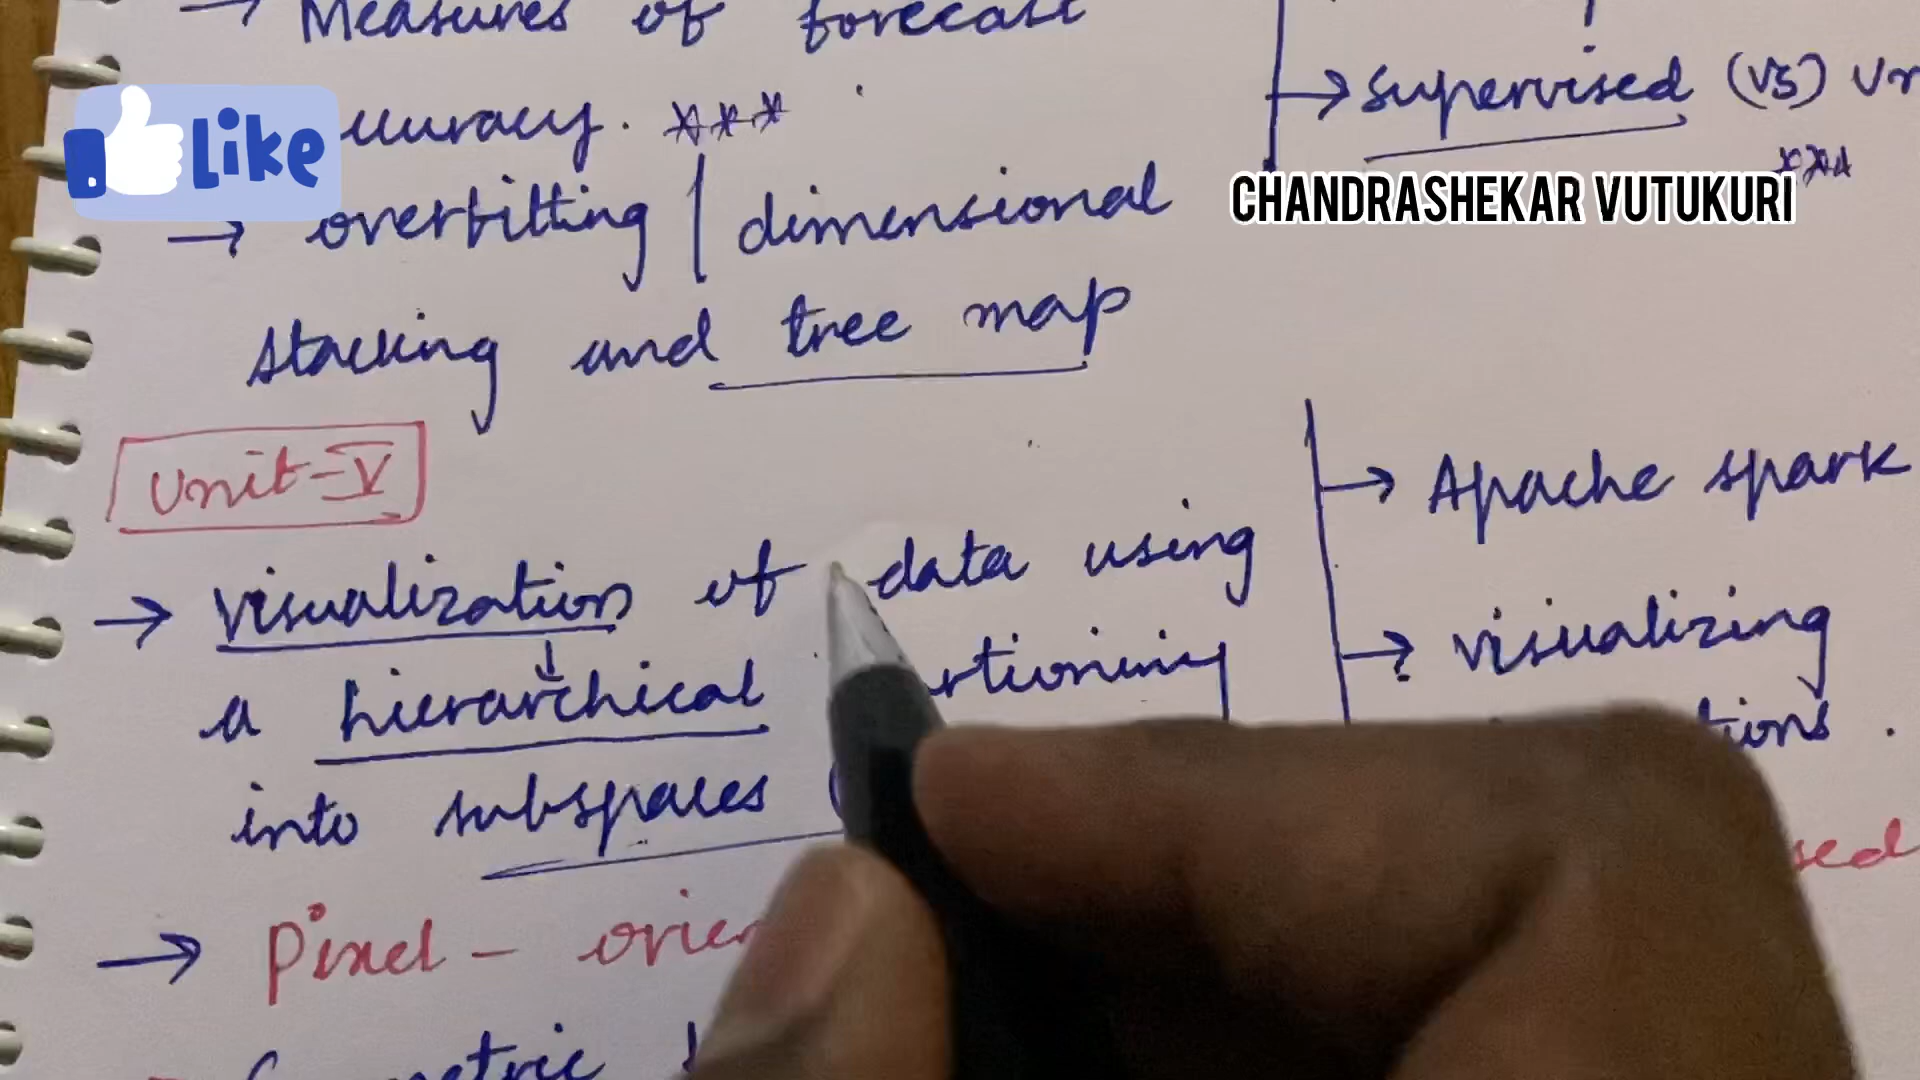 → Measures of forecast
accuracy. ***
→ overfitting | dimensional
stacking and tree map
Unit-V
→ visualization of data using
a hierarchical
into subspaces
→ Pixel -
→ supervised (vs)
***
→ Apache spark
→ visualizing
Like
CHANDRASHEKAR VUTUKURI